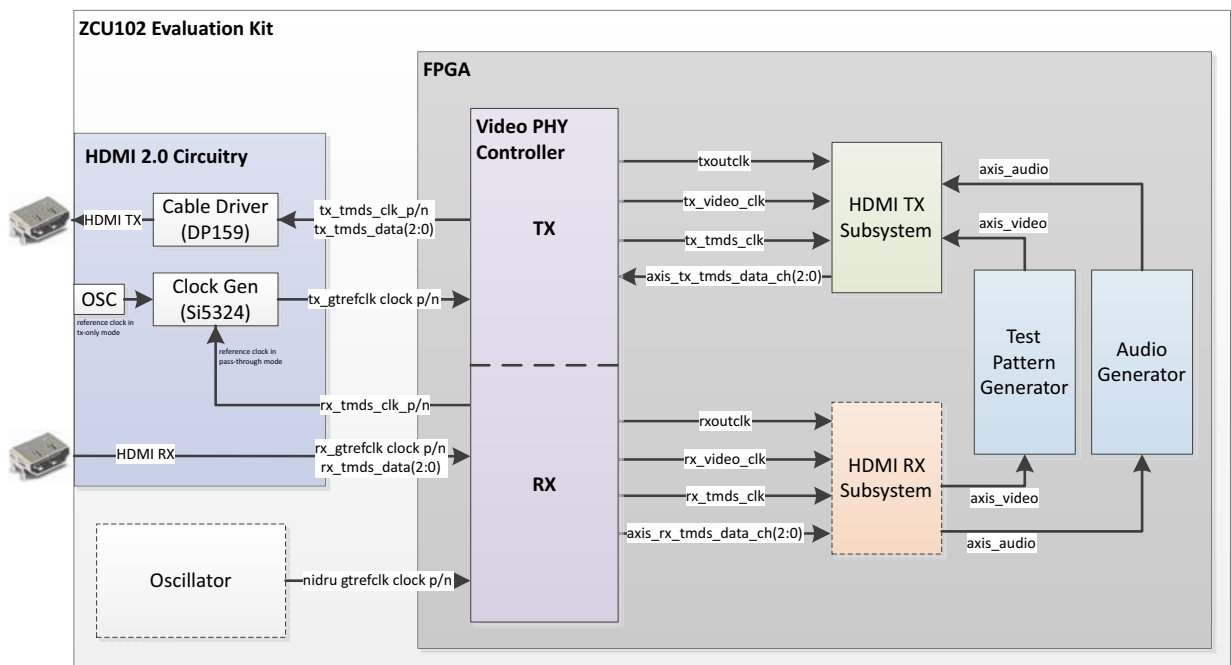 ZCU102 Evaluation Kit
FPGA
HDMI 2.0 Circuitry
Video PHY
Controller
TX
RX
HDMI TX
Cable Driver
(DP159)
tx_tmds_clk_p/n
tx_tmds_data(2:0)
OSC
reference clock in
tx-only mode
Clock Gen
(Si5324)
tx_gtrefclk clock p/n
reference clock in
pass-through mode
rx_tmds_clk_p/n
HDMI RX
rx_gtrefclk clock p/n
rx_tmds_data(2:0)
Oscillator
nidru gtrefclk clock p/n
txoutclk
tx_video_clk
tx_tmds_clk
axis_tx_tmds_data_ch(2:0)
HDMI TX
Subsystem
axis_audio
axis_video
Test
Pattern
Generator
Audio
Generator
rxoutclk
rx_video_clk
rx_tmds_clk
axis_rx_tmds_data_ch(2:0)
HDMI RX
Subsystem
axis_video
axis_audio